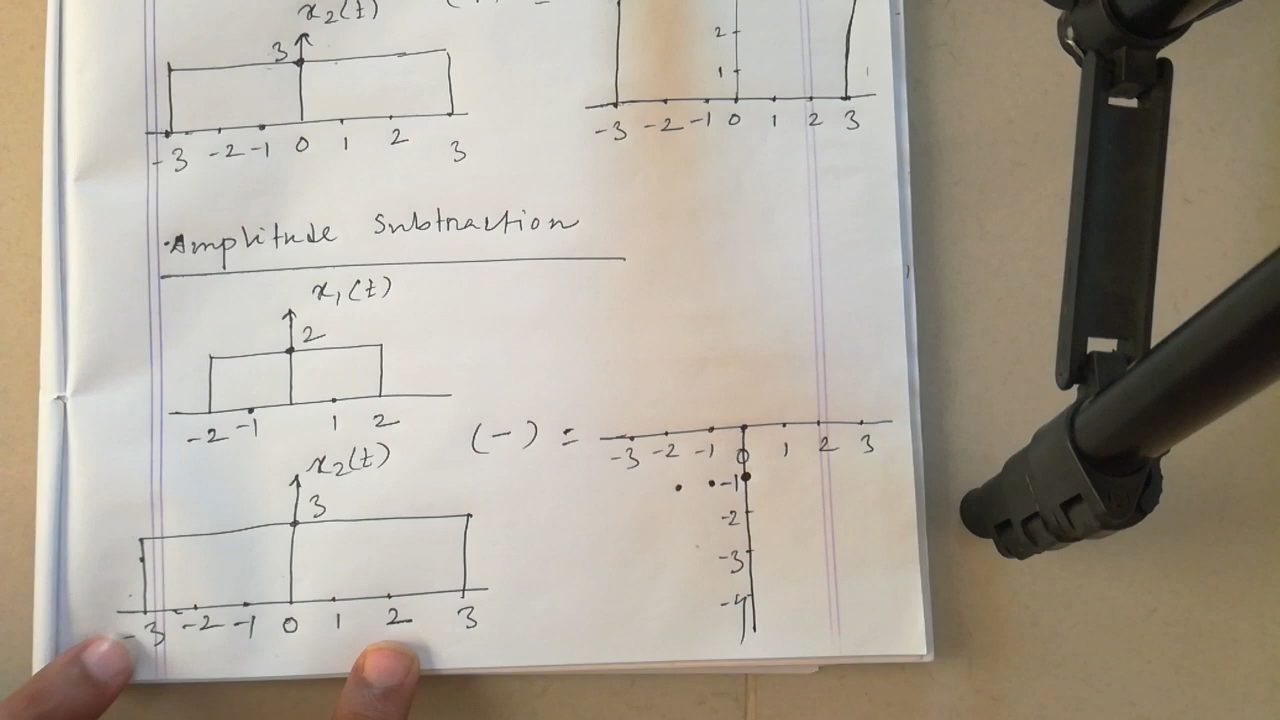 x₂(t)
3
-3 -2 -1 0 1 2 3
2
1
-3 -2 -1 0 1 2 3
Amplitude Subtraction
x₁(t)
2
-2 -1 1 2
x₂(t)
3
-3 -2 -1 0 1 2 3
(-) =
-3 -2 -1 0 1 2 3
-1
-2
-3
-4